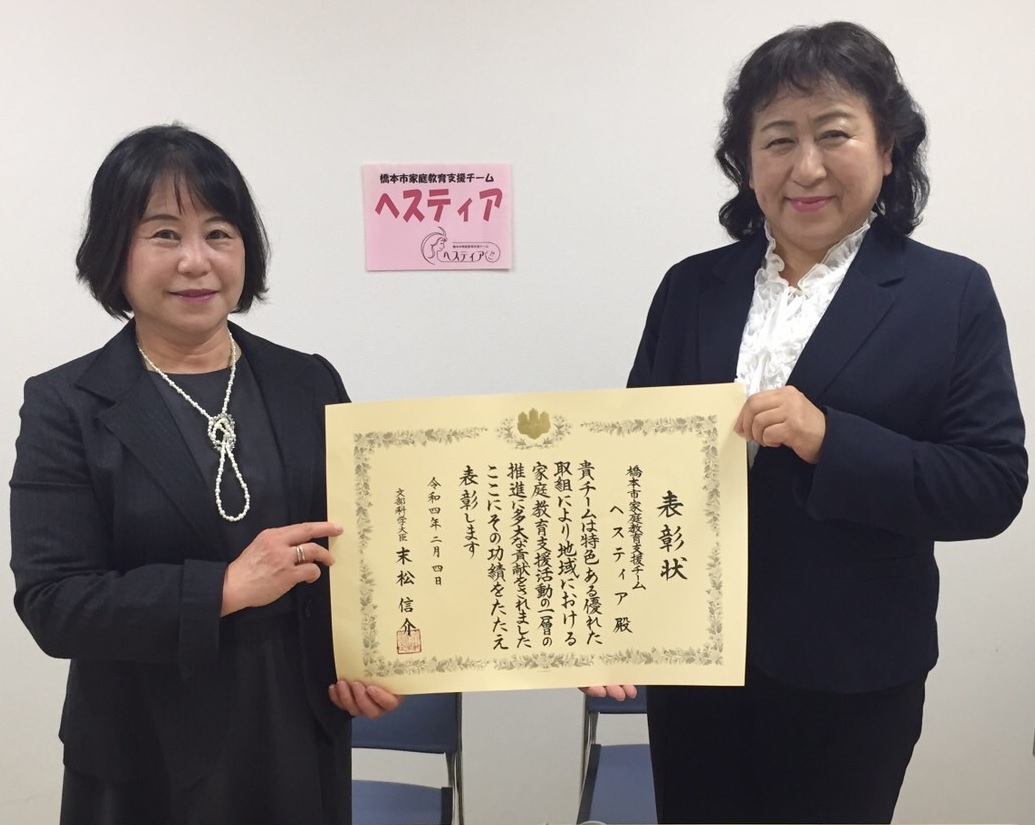 橋本市家庭教育支援チーム
ヘスティア
ヘスティア
表彰状
橋本市家庭教育支援チーム
ヘスティア殿
貴チームは特色ある優れた
取組により地域における
家庭教育支援活動の一層の
推進に多大な貢献をされました
ここにその功績をたたえ
表彰します
令和四年二月四日
文部科学大臣 末松信介